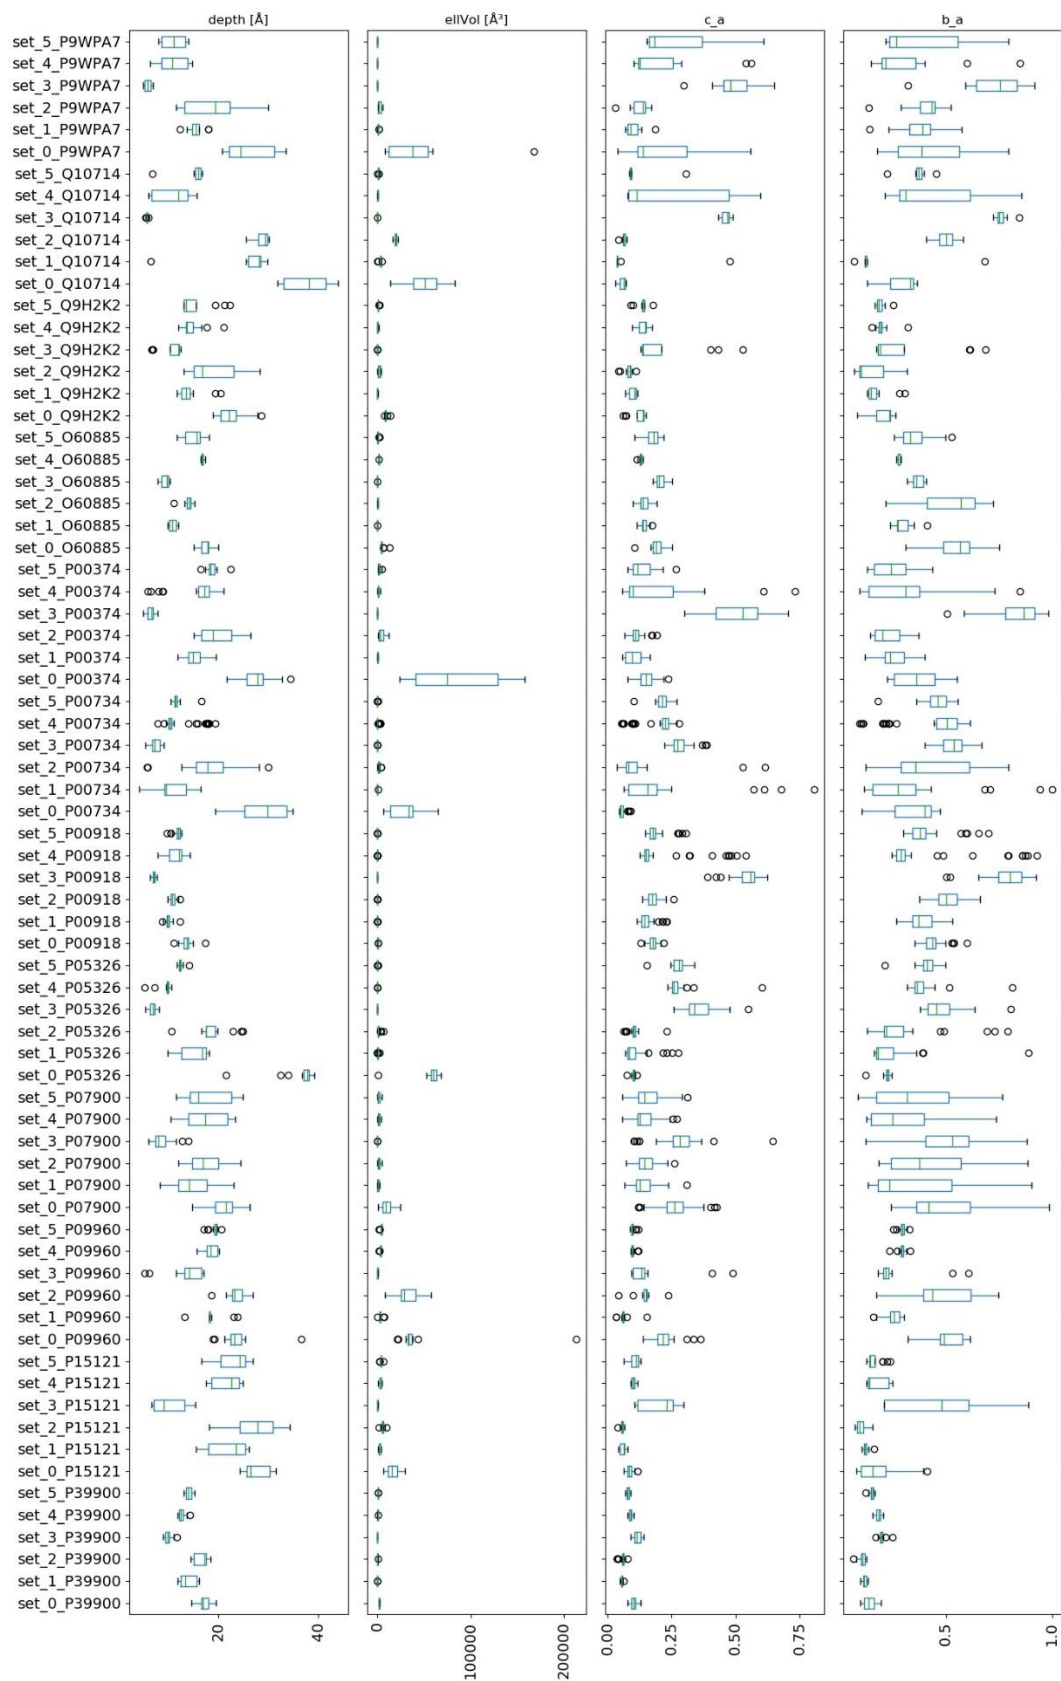 depth [Å] ellVol [Å³] c_a b_a
set_5_P9WPA7
set_4_P9WPA7
set_3_P9WPA7
set_2_P9WPA7
set_1_P9WPA7
set_0_P9WPA7
set_5_Q10714
set_4_Q10714
set_3_Q10714
set_2_Q10714
set_1_Q10714
set_0_Q10714
set_5_Q9H2K2
set_4_Q9H2K2
set_3_Q9H2K2
set_2_Q9H2K2
set_1_Q9H2K2
set_0_Q9H2K2
set_5_O60885
set_4_O60885
set_3_O60885
set_2_O60885
set_1_O60885
set_0_O60885
set_5_P00374
set_4_P00374
set_3_P00374
set_2_P00374
set_1_P00374
set_0_P00374
set_5_P00734
set_4_P00734
set_3_P00734
set_2_P00734
set_1_P00734
set_0_P00734
set_5_P00918
set_4_P00918
set_3_P00918
set_2_P00918
set_1_P00918
set_0_P00918
set_5_P05326
set_4_P05326
set_3_P05326
set_2_P05326
set_1_P05326
set_0_P05326
set_5_P07900
set_4_P07900
set_3_P07900
set_2_P07900
set_1_P07900
set_0_P07900
set_5_P09960
set_4_P09960
set_3_P09960
set_2_P09960
set_1_P09960
set_0_P09960
set_5_P15121
set_4_P15121
set_3_P15121
set_2_P15121
set_1_P15121
set_0_P15121
set_5_P39900
set_4_P39900
set_3_P39900
set_2_P39900
set_1_P39900
set_0_P39900
20 40 0 100000 200000 0.00 0.25 0.50 0.75 0.5 1.0